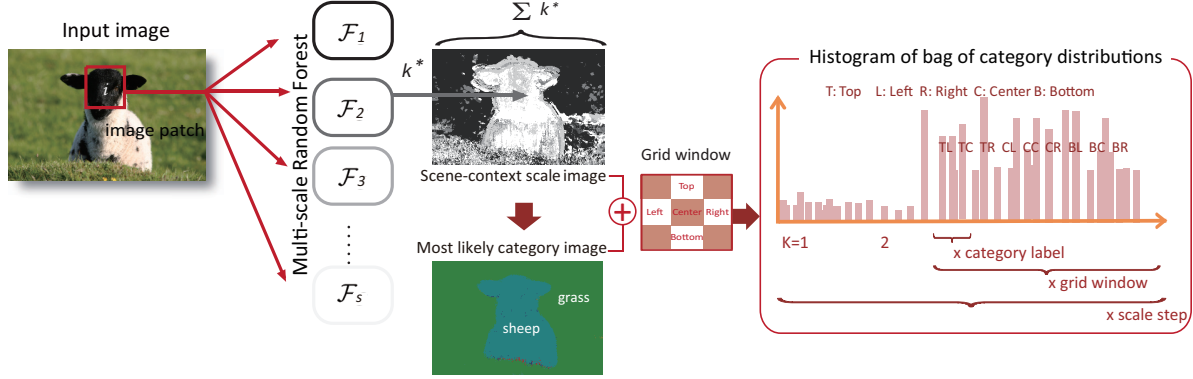 Input image
i
image patch
Multi-scale Random Forest
F1
F2
F3
......
Fs
k*
∑ k*
Scene-context scale image
Most likely category image
grass
sheep
Grid window
Top
Left
Center
Right
Bottom
Histogram of bag of category distributions
T: Top L: Left R: Right C: Center B: Bottom
TL TC TR CL CC CR BL BC BR
K=1
2
x category label
x grid window
x scale step